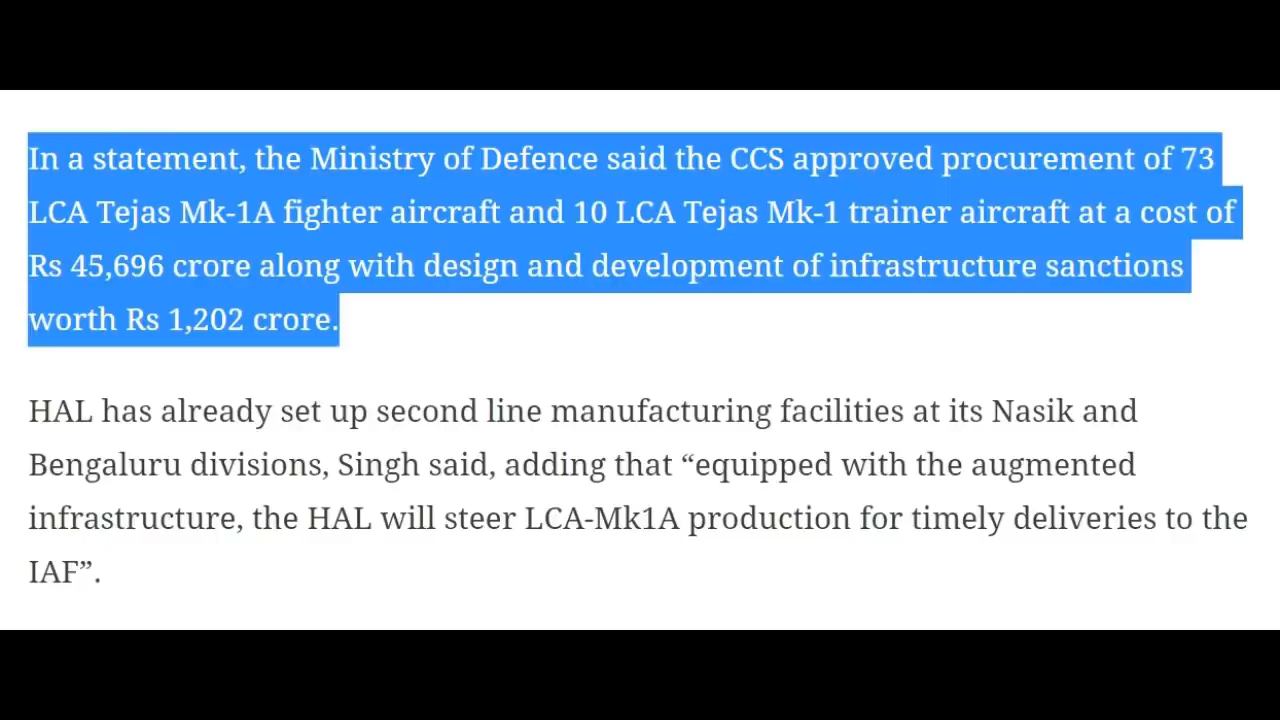 In a statement, the Ministry of Defence said the CCS approved procurement of 73
LCA Tejas Mk-1A fighter aircraft and 10 LCA Tejas Mk-1 trainer aircraft at a cost of
Rs 45,696 crore along with design and development of infrastructure sanctions
worth Rs 1,202 crore.
HAL has already set up second line manufacturing facilities at its Nasik and
Bengaluru divisions, Singh said, adding that “equipped with the augmented
infrastructure, the HAL will steer LCA-Mk1A production for timely deliveries to the
IAF”.